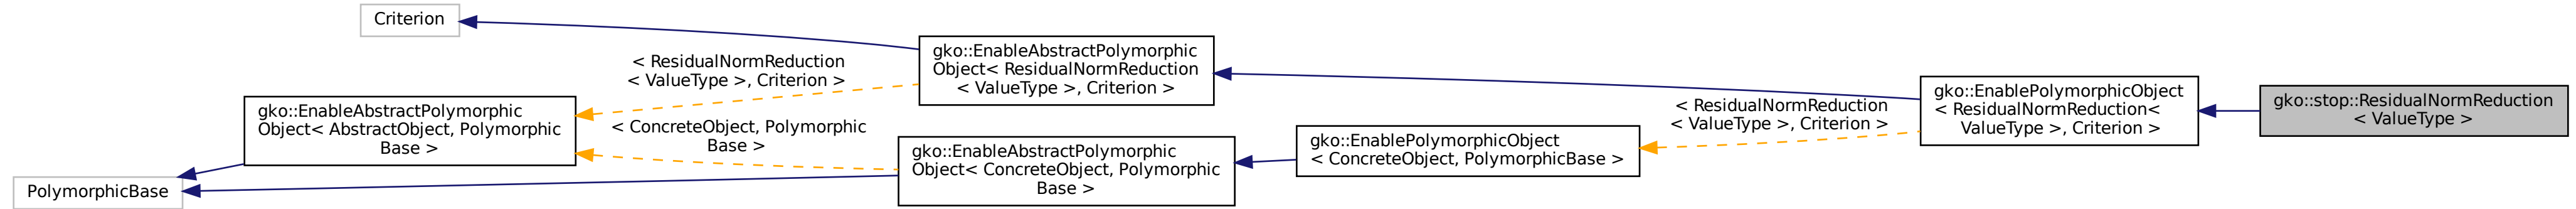 Criterion
gko::EnableAbstractPolymorphic
Object< ResidualNormReduction
< ValueType >, Criterion >
< ResidualNormReduction
< ValueType >, Criterion >
gko::EnableAbstractPolymorphic
Object< AbstractObject, Polymorphic
Base >
< ConcreteObject, Polymorphic
Base >
PolymorphicBase
gko::EnableAbstractPolymorphic
Object< ConcreteObject, Polymorphic
Base >
gko::EnablePolymorphicObject
< ConcreteObject, PolymorphicBase >
< ResidualNormReduction
< ValueType >, Criterion >
gko::EnablePolymorphicObject
< ResidualNormReduction<
ValueType >, Criterion >
gko::stop::ResidualNormReduction
< ValueType >